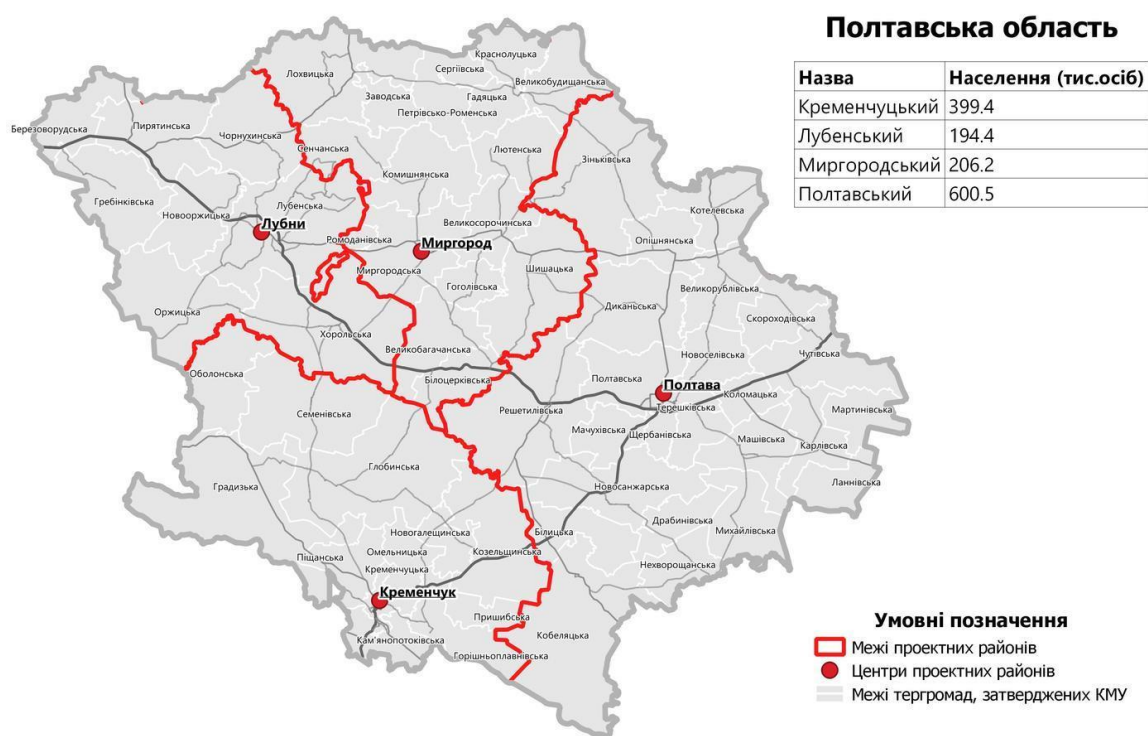 Полтавська область
Назва Населення (тис.осіб)
Кременчуцький 399.4
Лубенський 194.4
Миргородський 206.2
Полтавський 600.5
Краснолуцька
Сергіївська
Великобудищанська
Лохвицька
Заводська
Гадяцька
Петрівсько-Роменська
Березоворудська
Пирятинська
Чорнухинська
Сенчанська
Лютенська
Зіньківська
Комишнянська
Гребінківська
Новооржицька
Лубенська
Великосорочинська
Котелевська
Лубни
Ромоданівська
Миргород
Опішнянська
Миргородська
Шишацька
Гоголівська
Великорублівська
Оржицька
Диканьська
Скороходівська
Хорольська
Великобагачанська
Новоселівська
Чутівська
Оболонська
Білоцерківська
Полтавська
Полтава
Коломацька
Семенівська
Решетилівська
Терешківська
Мартинівська
Мачухівська
Щербанівська
Машівська
Карлівська
Глобинська
Градизька
Новосанжарська
Ланнівська
Драбинівська
Михайлівська
Новогалещинська
Білицька
Піщанська
Омельницька
Козельщинська
Кременчуцька
Нехворощанська
Кременчук
Пришибська
Кобеляцька
Кам'янопотоківська
Горішньоплавнівська
Умовні позначення
Межі проектних районів
Центри проектних районів
Межі тергромад, затверджених КМУ